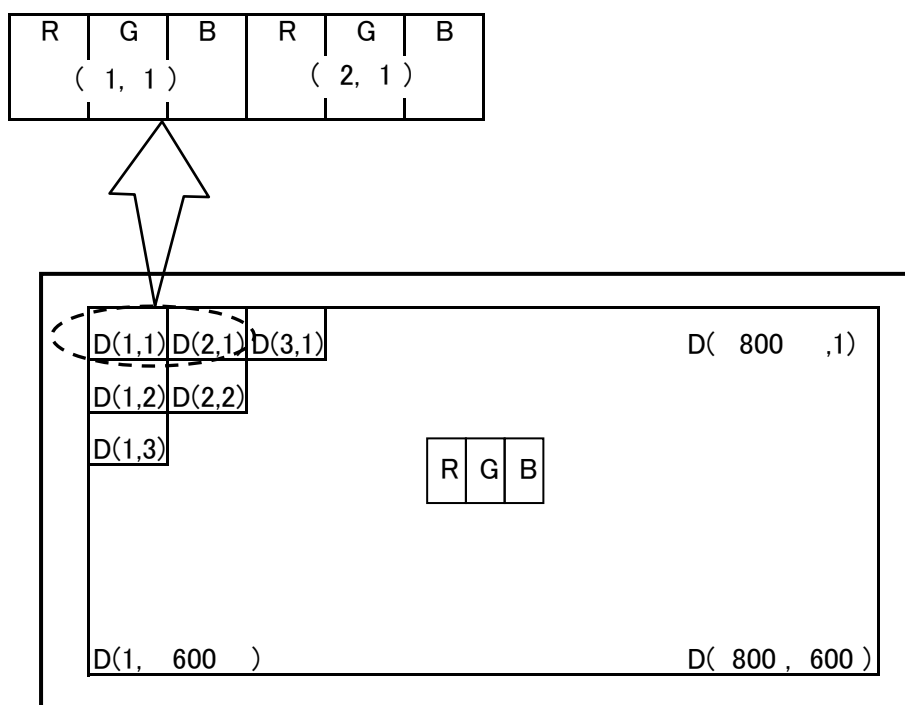 R G B R G B
( 1, 1 ) ( 2, 1 )
D(1,1) D(2,1) D(3,1) D( 800 ,1)
D(1,2) D(2,2)
D(1,3)
R G B
D(1, 600 ) D( 800 , 600 )